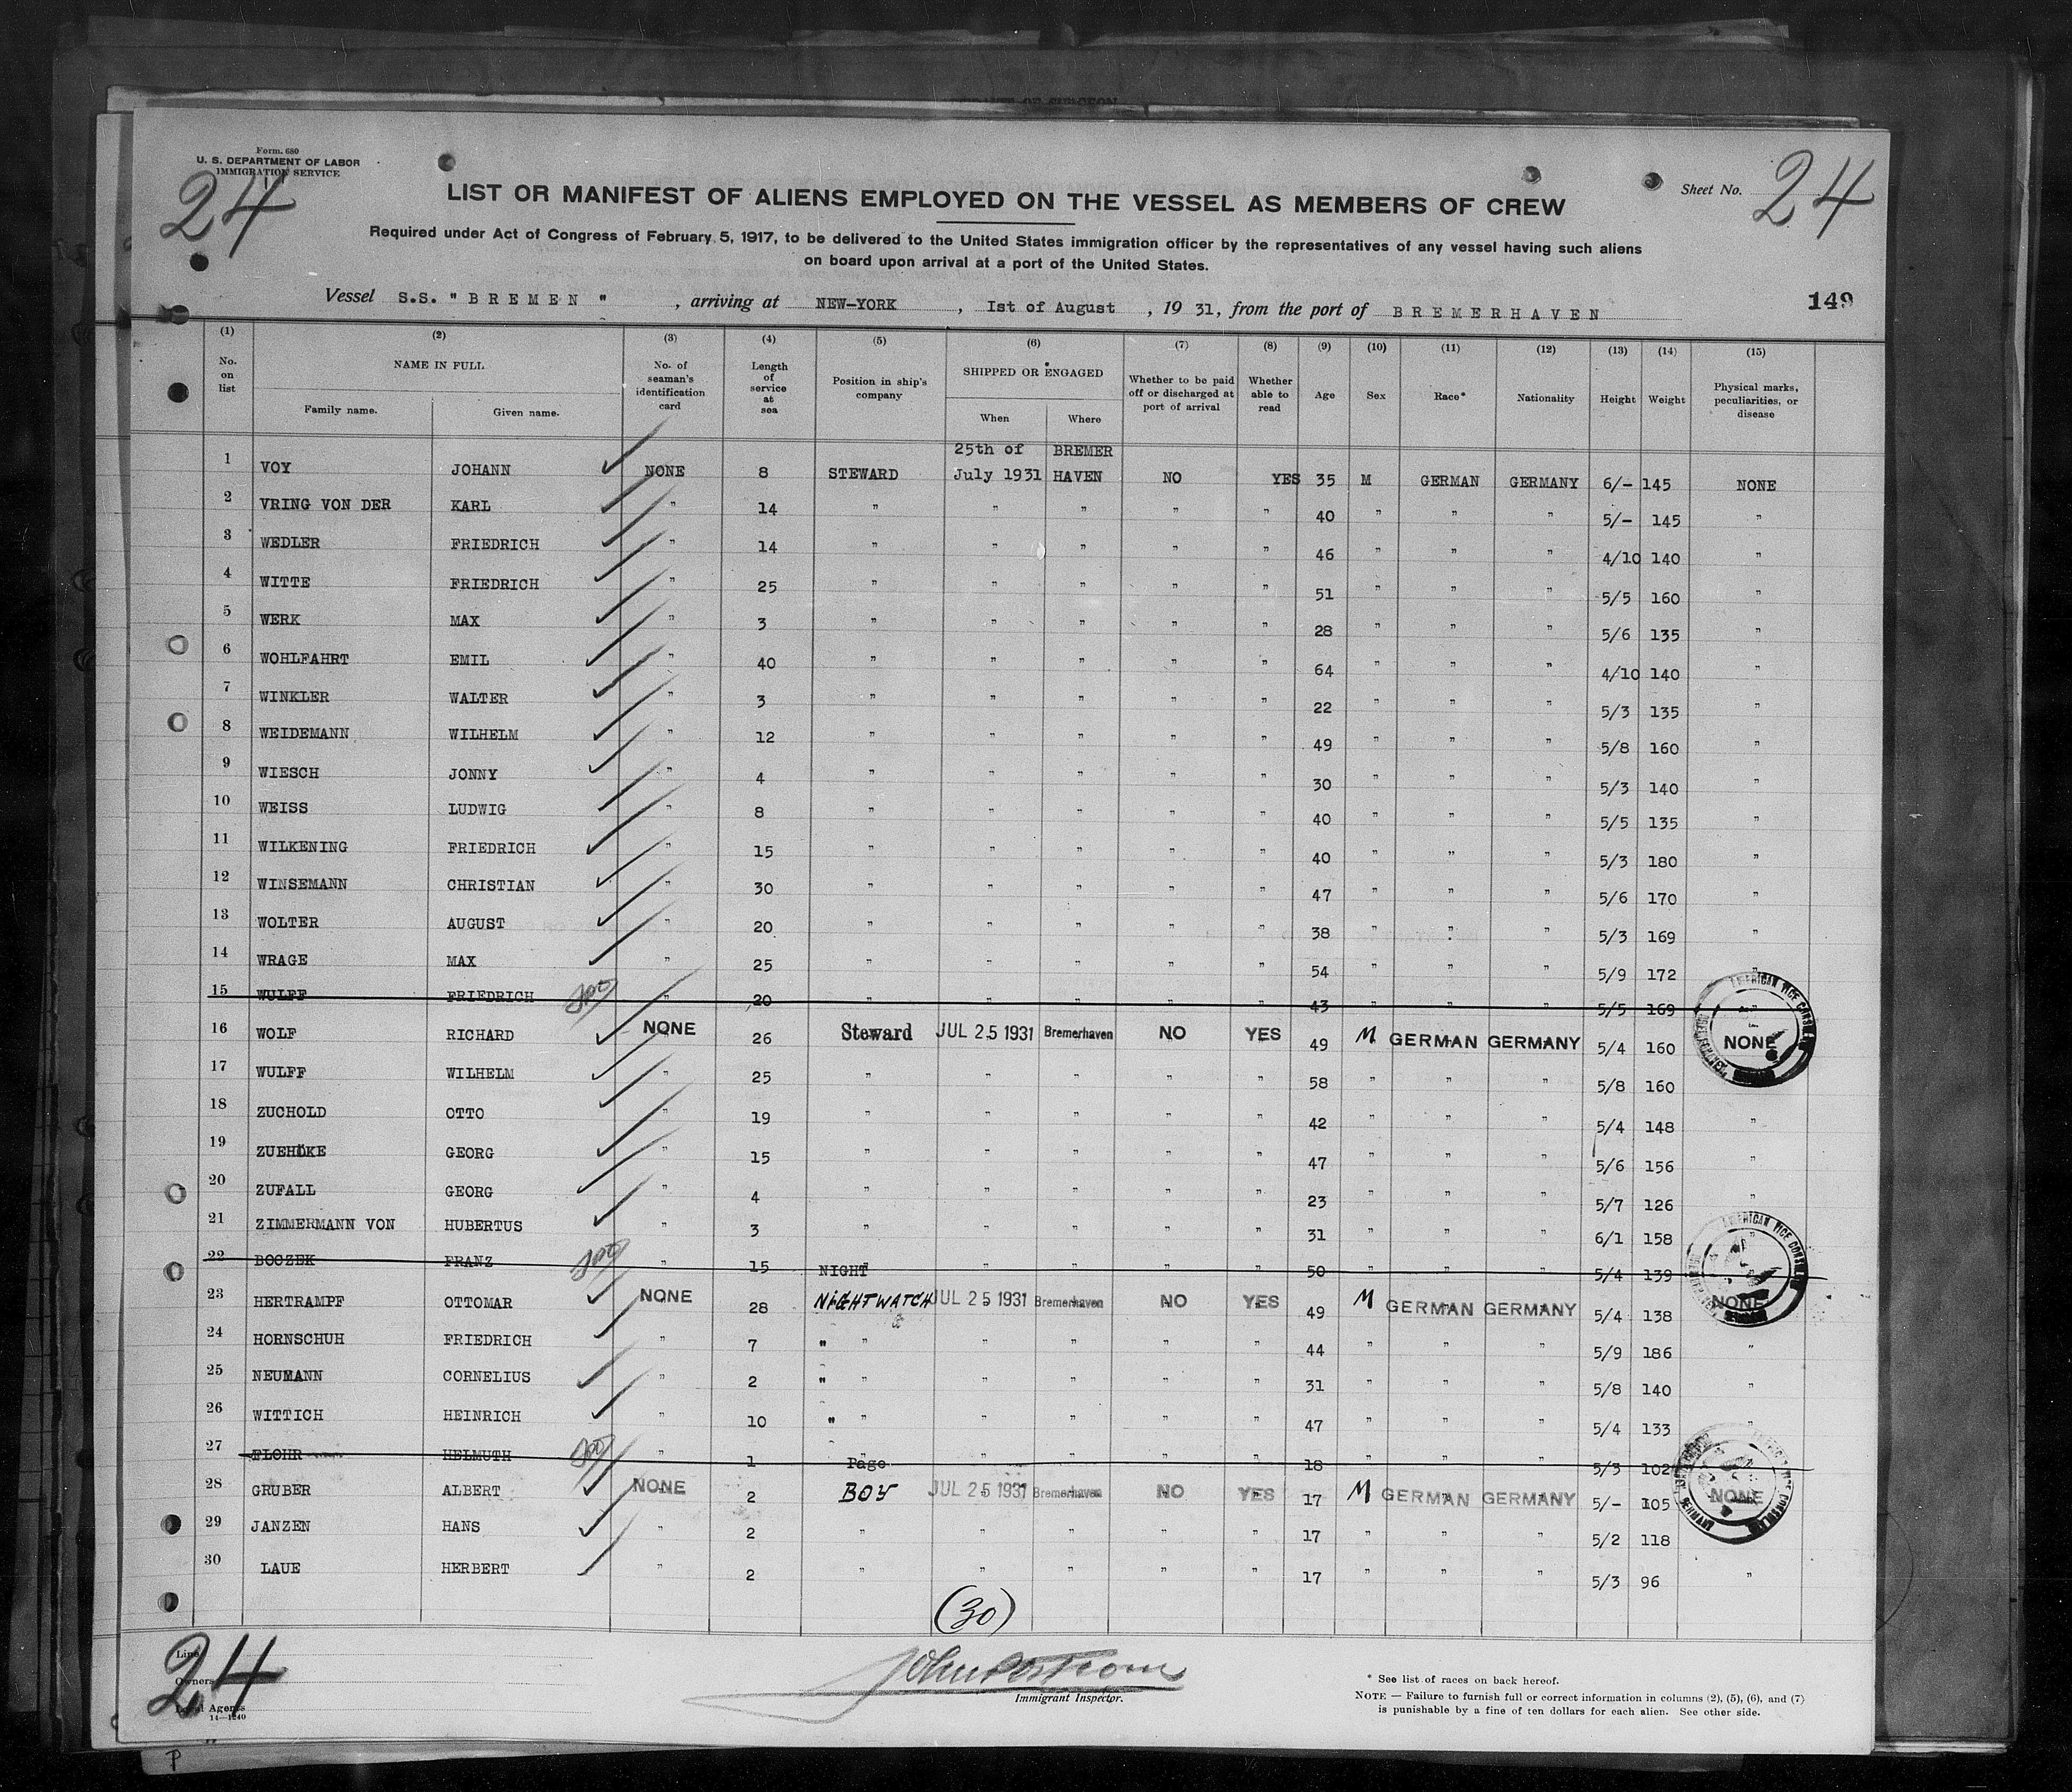 Form. 680
U. S. DEPARTMENT OF LABOR
IMMIGRATION SERVICE
24
Sheet No. 24
LIST OR MANIFEST OF ALIENS EMPLOYED ON THE VESSEL AS MEMBERS OF CREW
Required under Act of Congress of February 5, 1917, to be delivered to the United States immigration officer by the representatives of any vessel having such aliens
on board upon arrival at a port of the United States.
Vessel S.S. " BREMEN " , arriving at NEW-YORK , 1st of August , 19 31, from the port of BREMERHAVEN
149
(1) (2) (3) (4) (5) (6) (7) (8) (9) (10) (11) (12) (13) (14) (15)
No. on list NAME IN FULL Family name. Given name. No. of seaman's identification card Length of service at sea Position in ship's company SHIPPED OR ENGAGED When Where Whether to be paid off or discharged at port of arrival Whether able to read Age Sex Race* Nationality Height Weight Physical marks, peculiarities, or disease
25th of BREMER
1 VOY JOHANN NONE 8 STEWARD July 1931 HAVEN NO YES 35 M GERMAN GERMANY 6/- 145 NONE
2 VRING VON DER KARL " 14 " " " " " 40 " " " 5/- 145 "
3 WEDLER FRIEDRICH " 14 " " " " " 46 " " " 4/10 140 "
4 WITTE FRIEDRICH " 25 " " " " " 51 " " " 5/5 160 "
5 WERK MAX " 3 " " " " " 28 " " " 5/6 135 "
6 WOHLFAHRT EMIL " 40 " " " " " 64 " " " 4/10 140 "
7 WINKLER WALTER " 3 " " " " " 22 " " " 5/3 135 "
8 WEIDEMANN WILHELM " 12 " " " " " 49 " " " 5/8 160 "
9 WIESCH JONNY " 4 " " " " " 30 " " " 5/3 140 "
10 WEISS LUDWIG " 8 " " " " " 40 " " " 5/5 135 "
11 WILKENING FRIEDRICH " 15 " " " " " 40 " " " 5/3 180 "
12 WINSEMANN CHRISTIAN " 30 " " " " " 47 " " " 5/6 170 "
13 WOLTER AUGUST " 20 " " " " " 38 " " " 5/3 169 "
14 WRAGE MAX " 25 " " " " " 54 " " " 5/9 172 "
15 WULFF FRIEDRICH " 20 " " " " " 43 " " " 5/5 169 "
16 WOLF RICHARD NONE 26 Steward JUL 25 1931 Bremerhaven NO YES 49 M GERMAN GERMANY 5/4 160 NONE
AMERICAN VICE CONSUL
17 WULFF WILHELM " 25 " " " " " 58 " " " 5/8 160
18 ZUCHOLD OTTO " 19 " " " " " 42 " " " 5/4 148 "
19 ZUEHLKE GEORG " 15 " " " " " 47 " " " 5/6 156 "
20 ZUFALL GEORG " 4 " " " " " 23 " " " 5/7 126 "
21 ZIMMERMANN VON HUBERTUS " 3 " " " " " 31 " " " 6/1 158 "
22 BOCZEK FRANZ 15 NIGHT " " " " 50 " " " 5/4 139
23 HERTRAMPF OTTOMAR NONE 28 NIGHTWATCH JUL 25 1931 Bremerhaven NO YES 49 M GERMAN GERMANY 5/4 138 NONE
AMERICAN VICE CONSUL
24 HORNSCHUH FRIEDRICH " 7 " " " " " " 44 " " " 5/9 186 "
25 NEUMANN CORNELIUS " 2 " " " " " " 31 " " " 5/8 140 "
26 WITTICH HEINRICH " 10 " " " " " " 47 " " " 5/4 133 "
27 FLOHR HELMUTH " 1 Page " " " " 18 " " " 5/3 102
28 GRUBER ALBERT NONE 2 BOY JUL 25 1931 Bremerhaven NO YES 17 M GERMAN GERMANY 5/- 105 NONE
29 JANZEN HANS " 2 " " " " " 17 " " " 5/2 118
30 LAUE HERBERT " 2 " " " " " 17 " " " 5/3 96 "
(30)
24
Line
Owners
Local Agents
14—1240
Immigrant Inspector.
* See list of races on back hereof.
NOTE — Failure to furnish full or correct information in columns (2), (5), (6), and (7)
is punishable by a fine of ten dollars for each alien. See other side.
P